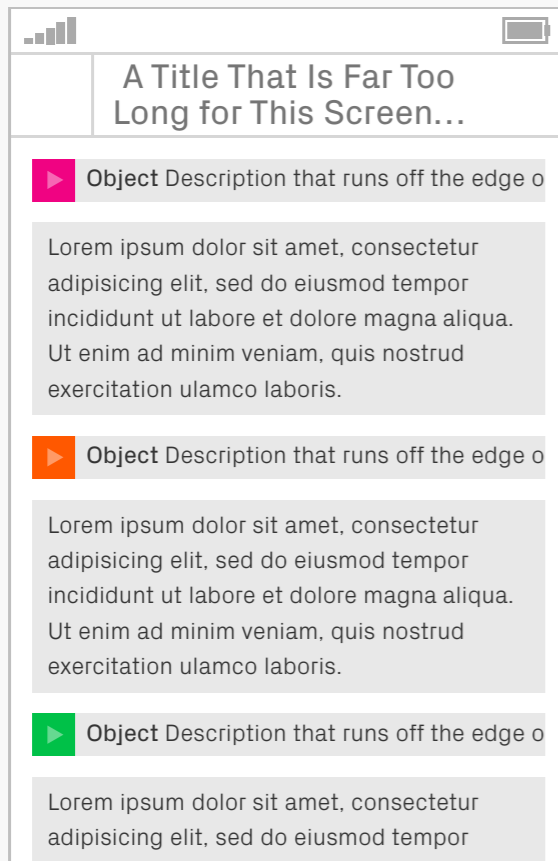 A Title That Is Far Too
Long for This Screen...
Object Description that runs off the edge o
Lorem ipsum dolor sit amet, consectetur
adipisicing elit, sed do eiusmod tempor
incididunt ut labore et dolore magna aliqua.
Ut enim ad minim veniam, quis nostrud
exercitation ulamco laboris.
Object Description that runs off the edge o
Lorem ipsum dolor sit amet, consectetur
adipisicing elit, sed do eiusmod tempor
incididunt ut labore et dolore magna aliqua.
Ut enim ad minim veniam, quis nostrud
exercitation ulamco laboris.
Object Description that runs off the edge o
Lorem ipsum dolor sit amet, consectetur
adipisicing elit, sed do eiusmod tempor